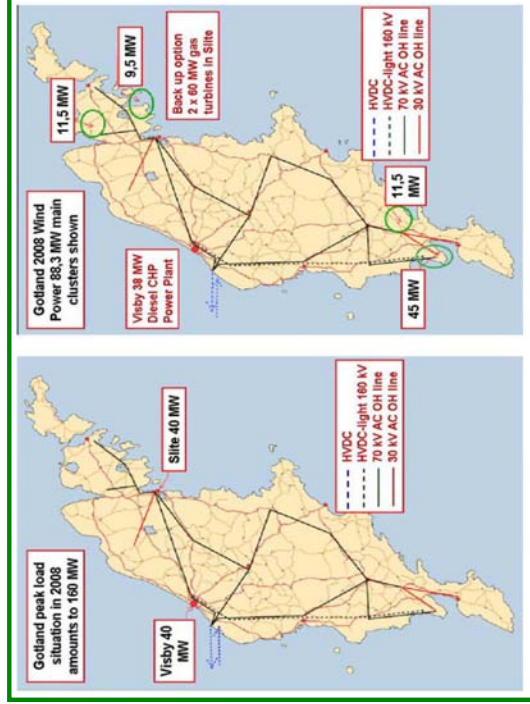 Gotland peak load
situation in 2008
amounts to 160 MW
Visby 40
MW
Slite 40 MW
HVDC
HVDC-light 160 kV
70 kV AC OH line
30 kV AC OH line
Gotland 2008 Wind
Power 88,3 MW main
clusters shown
11,5 MW
9,5 MW
Visby 38 MW
Diesel CHP
Power Plant
Back up option
2 x 60 MW gas
turbines in Slite
45 MW
11,5
MW
HVDC
HVDC-light 160 kV
70 kV AC OH line
30 kV AC OH line